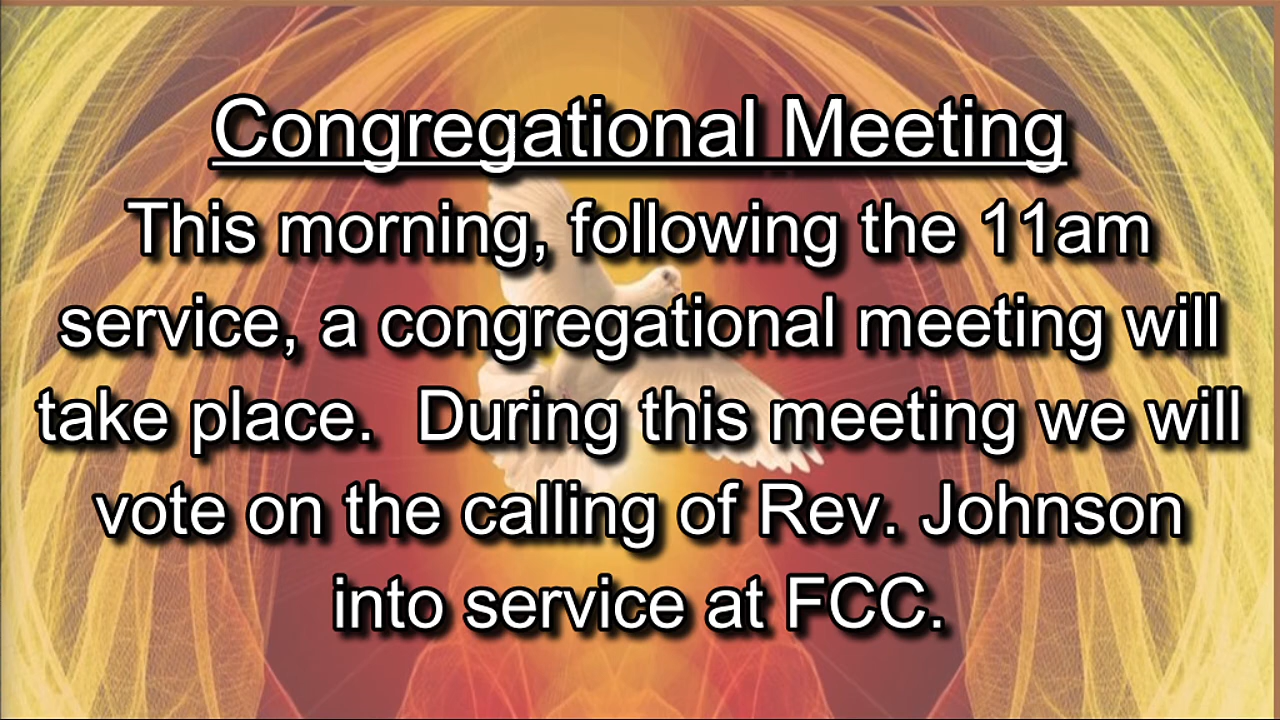 Congregational Meeting
This morning, following the 11am
service, a congregational meeting will
take place.  During this meeting we will
vote on the calling of Rev. Johnson
into service at FCC.